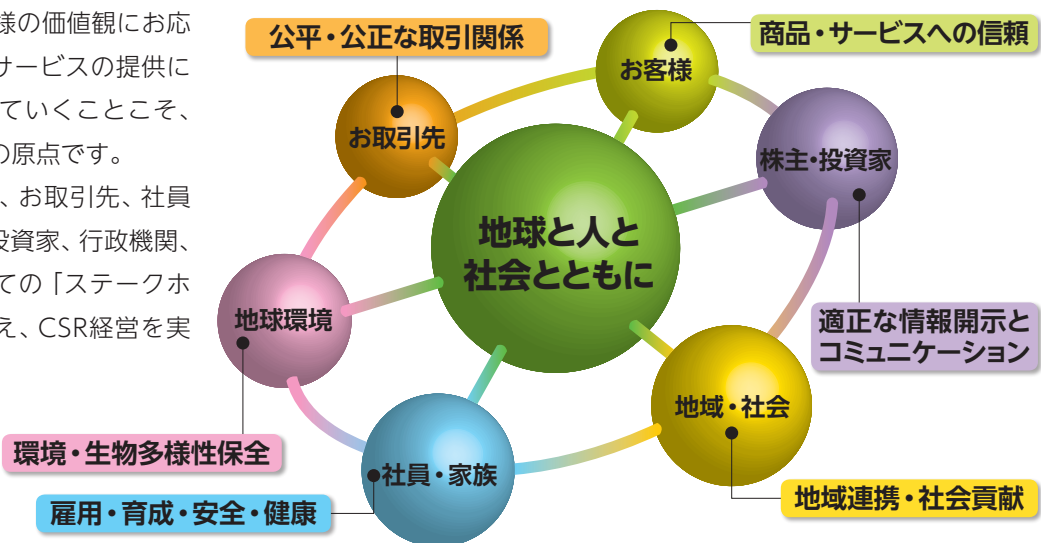 様の価値観にお応
サービスの提供に
ていくことこそ、
の原点です。
、お取引先、社員
投資家、行政機関、
ての「ステークホ
え、CSR経営を実
公平・公正な取引関係
商品・サービスへの信頼
お客様
お取引先
株主・投資家
地球と人と
社会とともに
地球環境
適正な情報開示と
コミュニケーション
地域・社会
環境・生物多様性保全
社員・家族
雇用・育成・安全・健康
地域連携・社会貢献